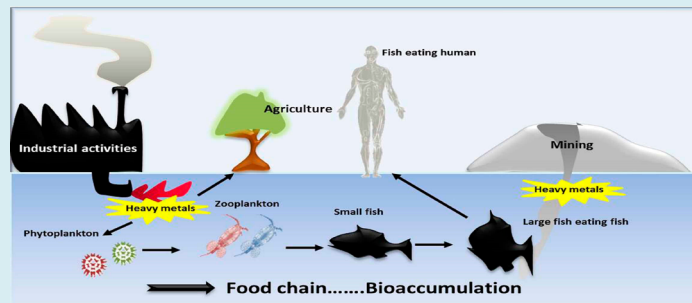 Fish eating human
Agriculture
Industrial activities
Mining
Heavy metals
Heavy metals
Zooplankton
Small fish
Large fish eating fish
Phytoplankton
Food chain.......Bioaccumulation